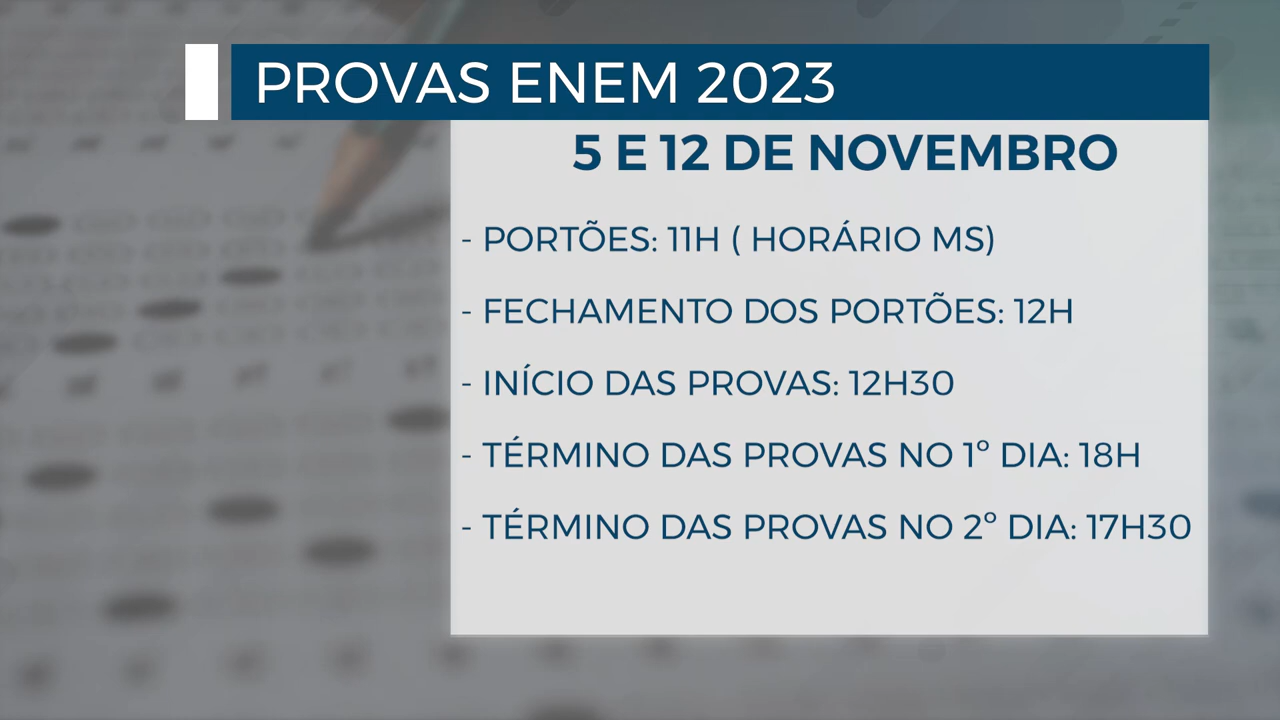 PROVAS ENEM 2023
5 E 12 DE NOVEMBRO
- PORTÕES: 11H ( HORÁRIO MS)
- FECHAMENTO DOS PORTÕES: 12H
- INÍCIO DAS PROVAS: 12H30
- TÉRMINO DAS PROVAS NO 1º DIA: 18H
- TÉRMINO DAS PROVAS NO 2º DIA: 17H30